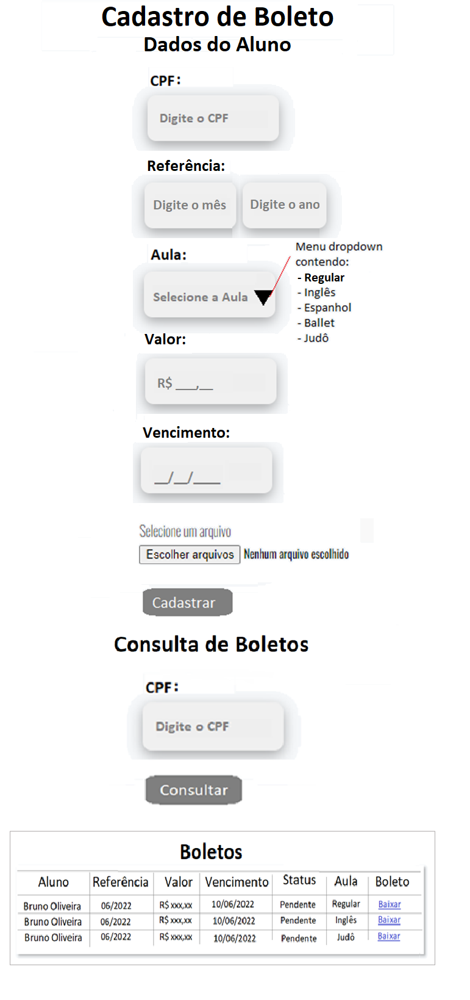 Cadastro de Boleto
Dados do Aluno
CPF:
Digite o CPF
Referência:
Digite o mês Digite o ano
Aula:
Selecione a Aula
Menu dropdown
contendo:
- Regular
- Inglês
- Espanhol
- Ballet
- Judô
Valor:
R$ ___,__
Vencimento:
__/__/____
Selecione um arquivo
Escolher arquivos Nenhum arquivo escolhido
Cadastrar
Consulta de Boletos
CPF:
Digite o CPF
Consultar
Boletos
Aluno Referência Valor Vencimento Status Aula Boleto
Bruno Oliveira 06/2022 R$ xxx,xx 10/06/2022 Pendente Regular Baixar
Bruno Oliveira 06/2022 R$ xxx,xx 10/06/2022 Pendente Inglês Baixar
Bruno Oliveira 06/2022 R$ xxx,xx 10/06/2022 Pendente Judô Baixar